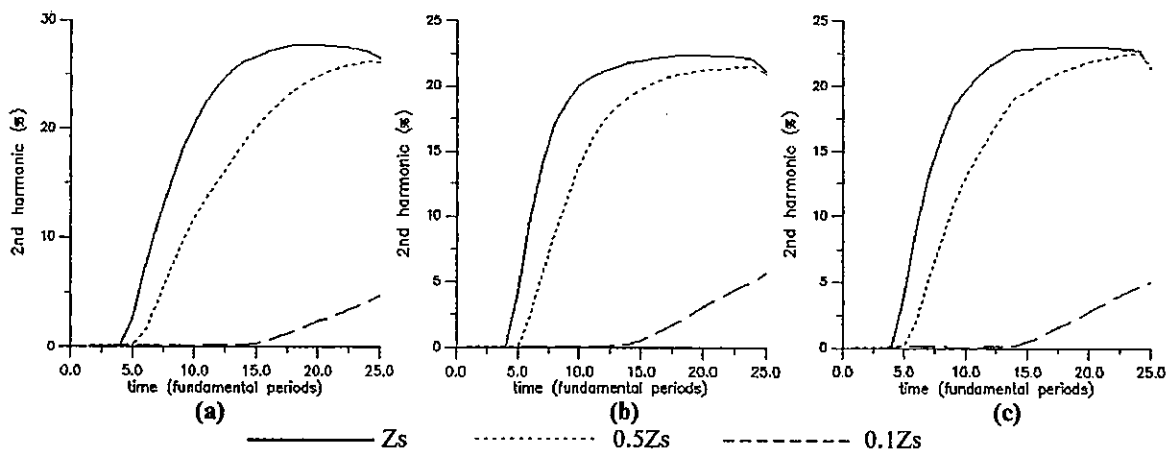 30
20
10
0
2nd harmonic (%)
0.0 5.0 10.0 15.0 20.0 25.0
time (fundamental periods)
(a)
25
20
15
10
5
0
2nd harmonic (%)
0.0 5.0 10.0 15.0 20.0 25.0
time (fundamental periods)
(b)
25
20
15
10
5
0
2nd harmonic (%)
0.0 5.0 10.0 15.0 20.0 25.0
time (fundamental periods)
(c)
Zs 0.5Zs 0.1Zs